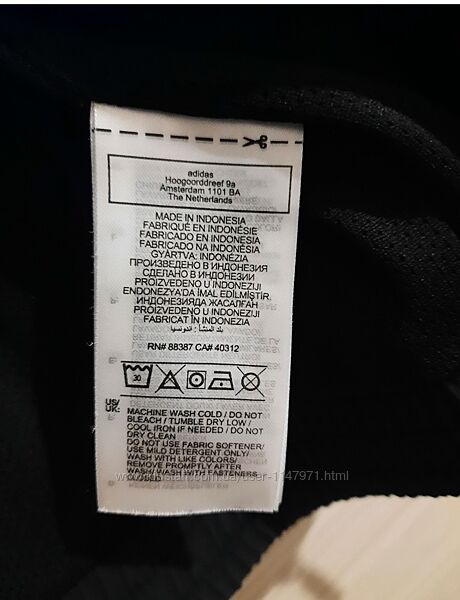 adidas
Hoogoorddreef 9a
Amsterdam 1101 BA
The Netherlands
MADE IN INDONESIA
FABRIQUÉ EN INDONÉSIE
FABRICADO EN INDONESIA
FABRICADO NA INDONÉSIA
GYÁRTVA: INDONÉZIA
ПРОИЗВЕДЕНО В ИНДОНЕЗИЯ
СДЕЛАНО В ИНДОНЕЗИИ
PROIZVEDENO U INDONEZIJI
ENDONEZYA'DA İMAL EDİLMİŞTİR.
ИНДОНЕЗИЯДА ЖАСАЛҒАН
PROIZVEDENO U INDONEZIJI
FABRICAT ÎN INDONEZIA
بلد المنشأ : اندونسيا
RN# 88387 CA# 40312
30
US/
UK:
MACHINE WASH COLD / DO NOT
BLEACH / TUMBLE DRY LOW /
COOL IRON IF NEEDED / DO NOT
DRY CLEAN
DO NOT USE FABRIC SOFTENER/
USE MILD DETERGENT ONLY/
WASH WITH LIKE COLORS/
REMOVE PROMPTLY AFTER
WASH/ WASH WITH FASTENERS
CLOSED